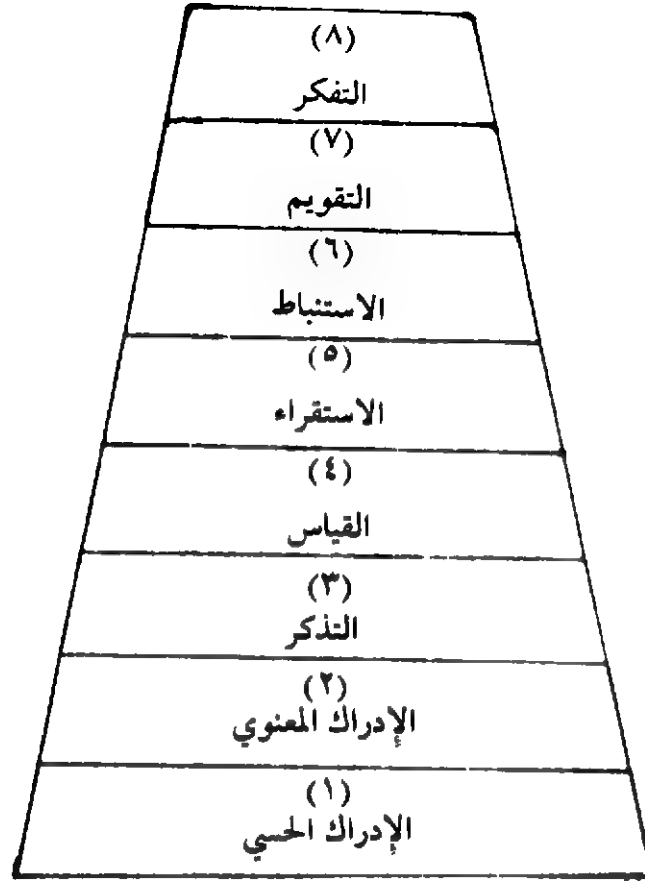 (٨)
التفكر
(٧)
التقويم
(٦)
الاستنباط
(٥)
الاستقراء
(٤)
القياس
(٣)
التذكر
(٢)
الإدراك المعنوي
(١)
الإدراك الحسي